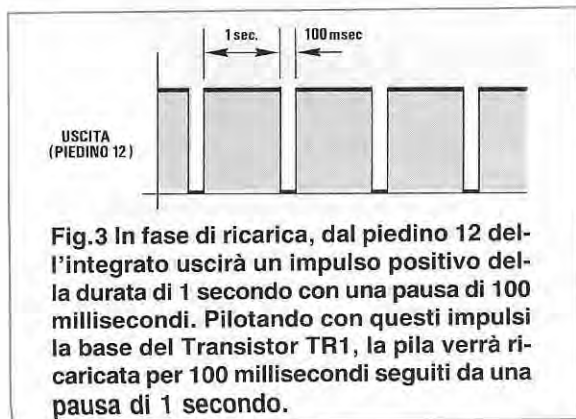 1 sec.
100 msec
USCITA
(PIEDINO 12)
Fig.3 In fase di ricarica, dal piedino 12 del-
l'integrato uscirà un impulso positivo del-
la durata di 1 secondo con una pausa di 100
millisecondi. Pilotando con questi impulsi
la base del Transistor TR1, la pila verrà ri-
caricata per 100 millisecondi seguiti da una
pausa di 1 secondo.